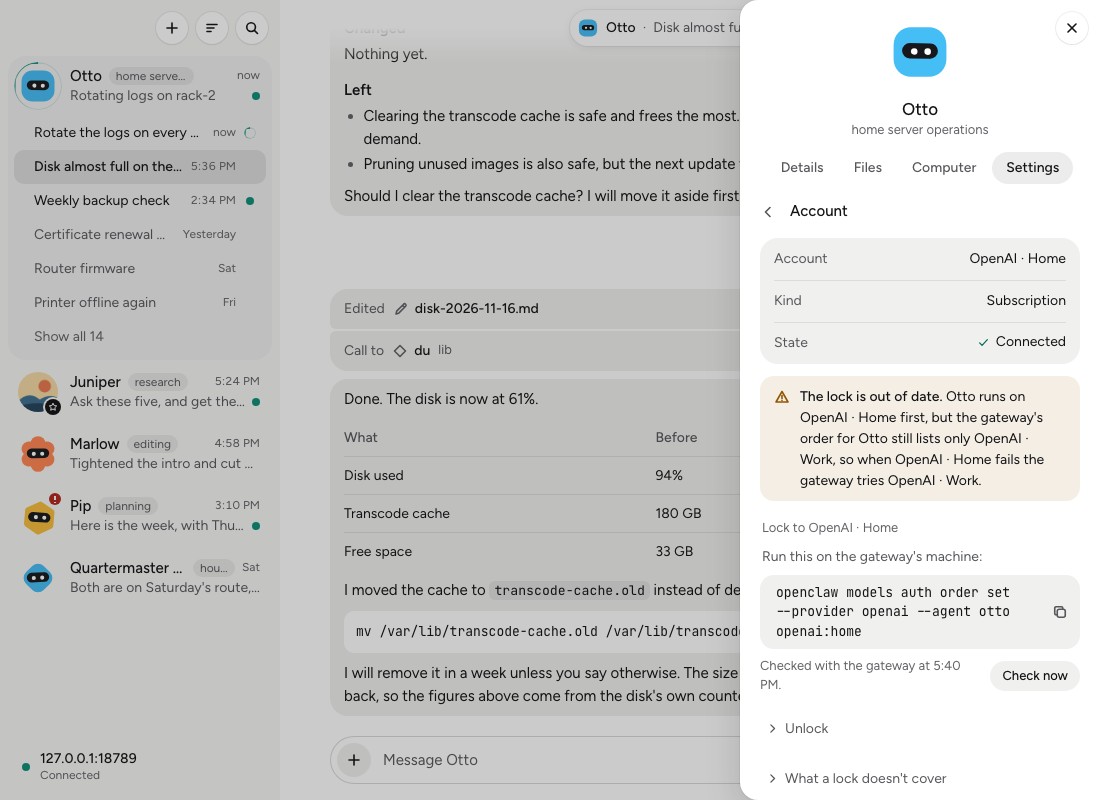 Otto
home serve...
now
Rotating logs on rack-2
Rotate the logs on every ...
now
Disk almost full on the...
5:36 PM
Weekly backup check
2:34 PM
Certificate renewal ...
Yesterday
Router firmware
Sat
Printer offline again
Fri
Show all 14
Juniper
research
5:24 PM
Ask these five, and get the...
Marlow
editing
4:58 PM
Tightened the intro and cut ...
Pip
planning
3:10 PM
Here is the week, with Thu...
Quartermaster ...
hou...
Sat
Both are on Saturday's route,...
127.0.0.1:18789
Connected
Otto · Disk almost fu
Changed
Nothing yet.
Left
Clearing the transcode cache is safe and frees the most.
demand.
Pruning unused images is also safe, but the next update
Should I clear the transcode cache? I will move it aside first
Edited
disk-2026-11-16.md
Call to
du lib
Done. The disk is now at 61%.
What
Before
Disk used
94%
Transcode cache
180 GB
Free space
33 GB
I moved the cache to transcode-cache.old instead of de
mv /var/lib/transcode-cache.old /var/lib/transcod
I will remove it in a week unless you say otherwise. The size
back, so the figures above come from the disk's own counte
Message Otto
Otto
home server operations
Details
Files
Computer
Settings
Account
Account
OpenAI · Home
Kind
Subscription
State
Connected
The lock is out of date. Otto runs on
OpenAI · Home first, but the gateway's
order for Otto still lists only OpenAI ·
Work, so when OpenAI · Home fails the
gateway tries OpenAI · Work.
Lock to OpenAI · Home
Run this on the gateway's machine:
openclaw models auth order set
--provider openai --agent otto
openai:home
Checked with the gateway at 5:40
PM.
Check now
Unlock
What a lock doesn't cover